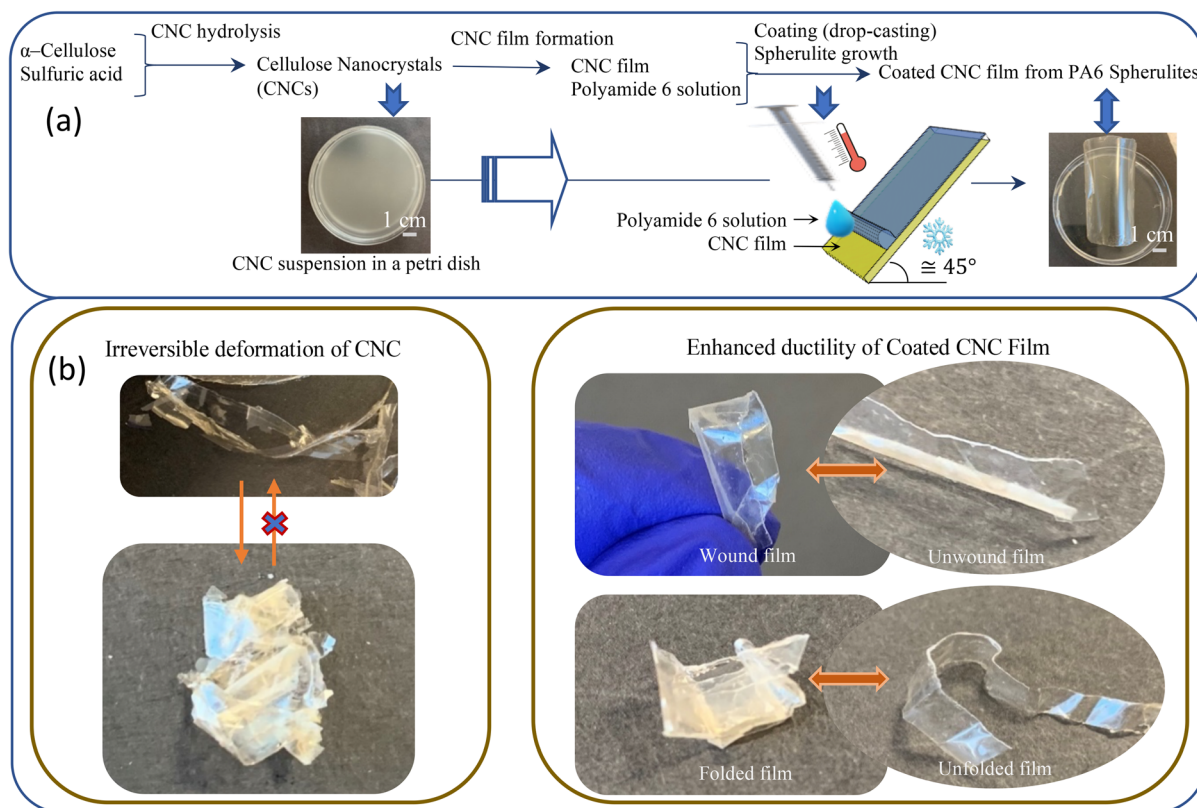 CNC hydrolysis
α–Cellulose
Sulfuric acid
Cellulose Nanocrystals
(CNCs)
CNC film formation
CNC film
Polyamide 6 solution
Coating (drop-casting)
Spherulite growth
Coated CNC film from PA6 Spherulites
(a)
1 cm
CNC suspension in a petri dish
Polyamide 6 solution
CNC film
≅ 45°
1 cm
(b)
Irreversible deformation of CNC
Enhanced ductility of Coated CNC Film
Wound film
Unwound film
Folded film
Unfolded film